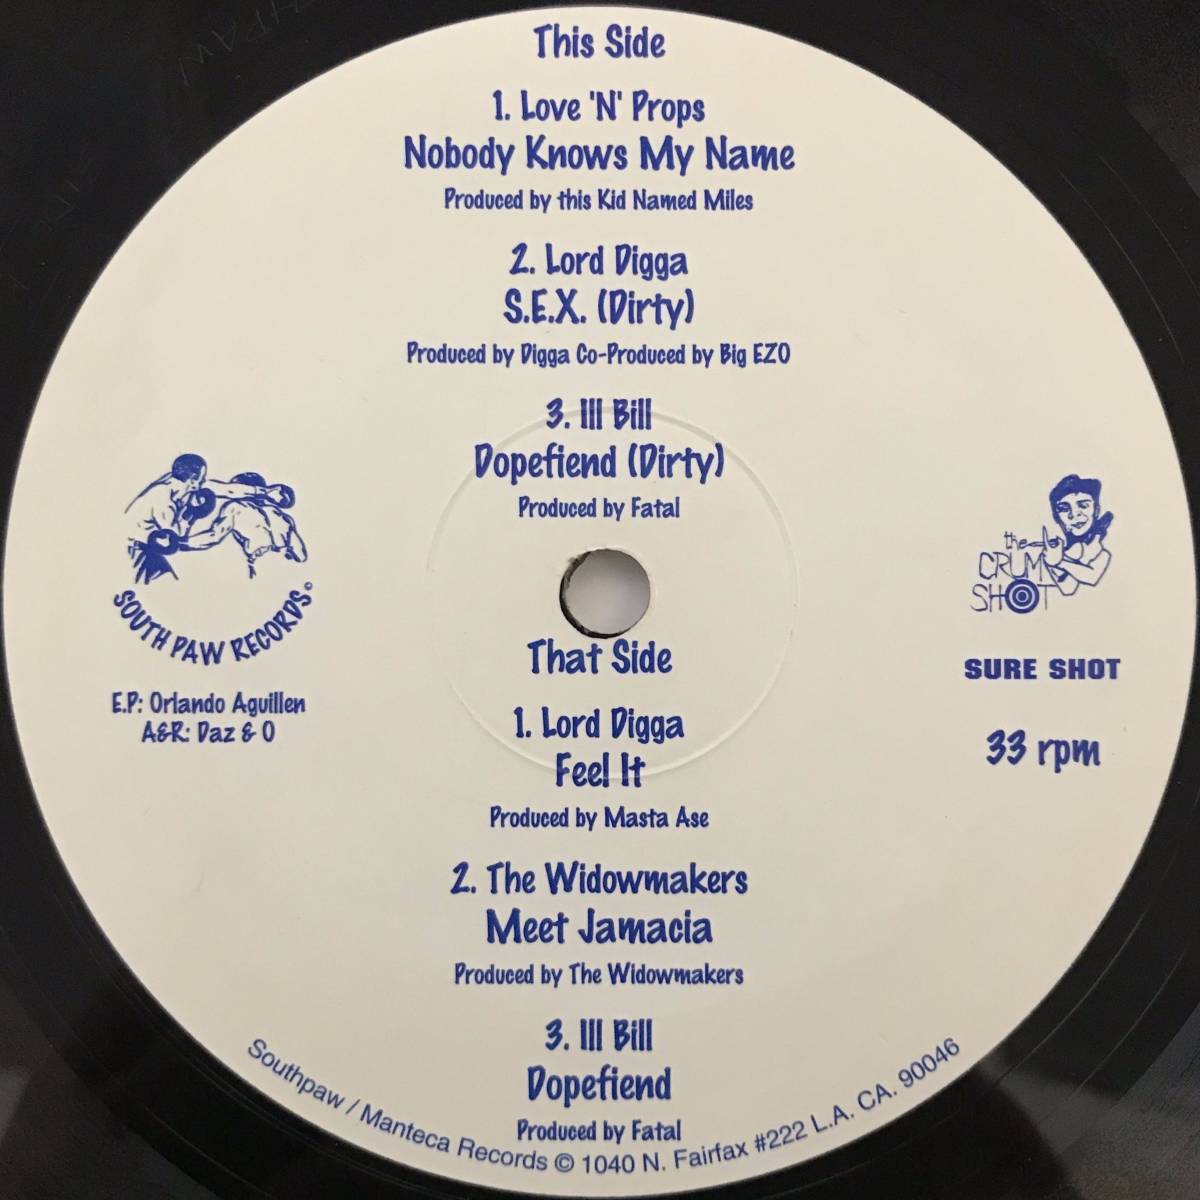 This Side
1. Love 'N' Props
Nobody Knows My Name
Produced by this Kid Named Miles
2. Lord Digga
S.E.X. (Dirty)
Produced by Digga Co-Produced by Big EZO
3. Ill Bill
Dopefiend (Dirty)
Produced by Fatal
SOUTH PAW RECORDS©
E.P: Orlando Aguillen
A&R: Daz & O
the
CRUM
SHOT
SURE SHOT
33 rpm
That Side
1. Lord Digga
Feel It
Produced by Masta Ase
2. The Widowmakers
Meet Jamacia
Produced by The Widowmakers
3. Ill Bill
Dopefiend
Produced by Fatal
Southpaw / Manteca Records © 1040 N. Fairfax #222 L.A. CA. 90046